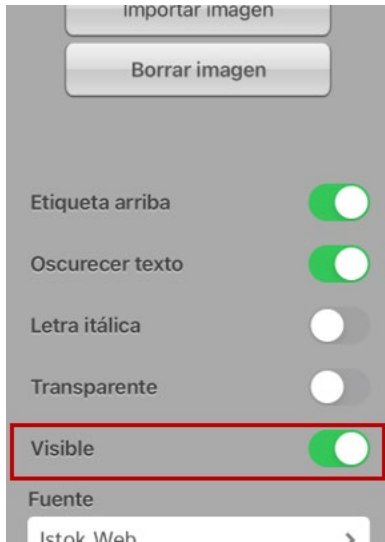 Importar imagen
Borrar imagen
Etiqueta arriba
Oscurecer texto
Letra itálica
Transparente
Visible
Fuente
Istok Web